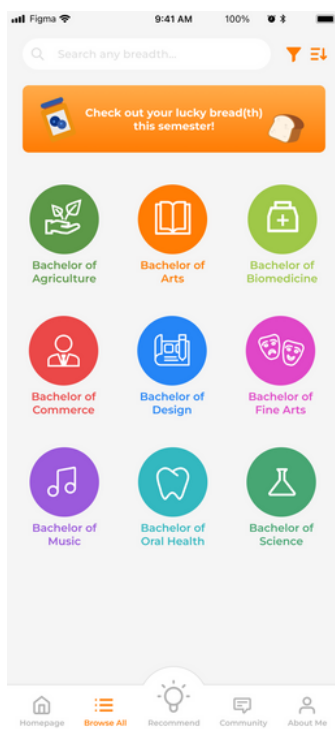 Figma 9:41 AM 100%
Search any breadth...
Check out your lucky bread(th)
this semester!
Bachelor of
Agriculture
Bachelor of
Arts
Bachelor of
Biomedicine
Bachelor of
Commerce
Bachelor of
Design
Bachelor of
Fine Arts
Bachelor of
Music
Bachelor of
Oral Health
Bachelor of
Science
Homepage
Browse All
Recommend
Community
About Me